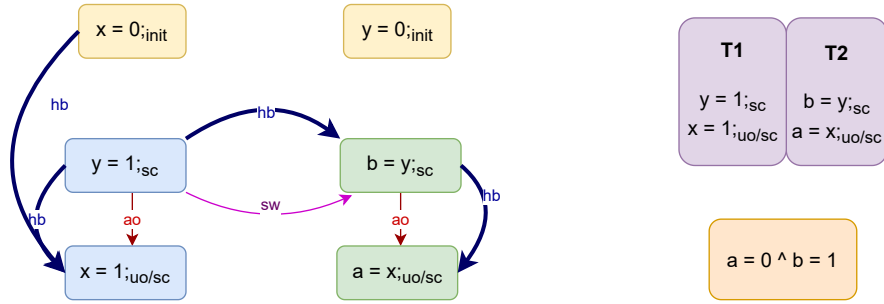 x = 0;init
y = 0;init
hb
hb
y = 1;sc
b = y;sc
hb
hb
sw
ao
ao
x = 1;uo/sc
a = x;uo/sc
T1
T2
y = 1;sc
b = y;sc
x = 1;uo/sc
a = x;uo/sc
a = 0 ^ b = 1